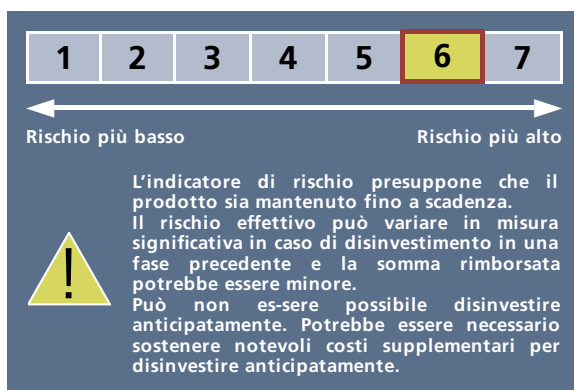 1 2 3 4 5 6 7
Rischio più basso Rischio più alto
L'indicatore di rischio presuppone che il
prodotto sia mantenuto fino a scadenza.
Il rischio effettivo può variare in misura
significativa in caso di disinvestimento in una
fase precedente e la somma rimborsata
potrebbe essere minore.
Può non es-sere possibile disinvestire
anticipatamente. Potrebbe essere necessario
sostenere notevoli costi supplementari per
disinvestire anticipatamente.
!